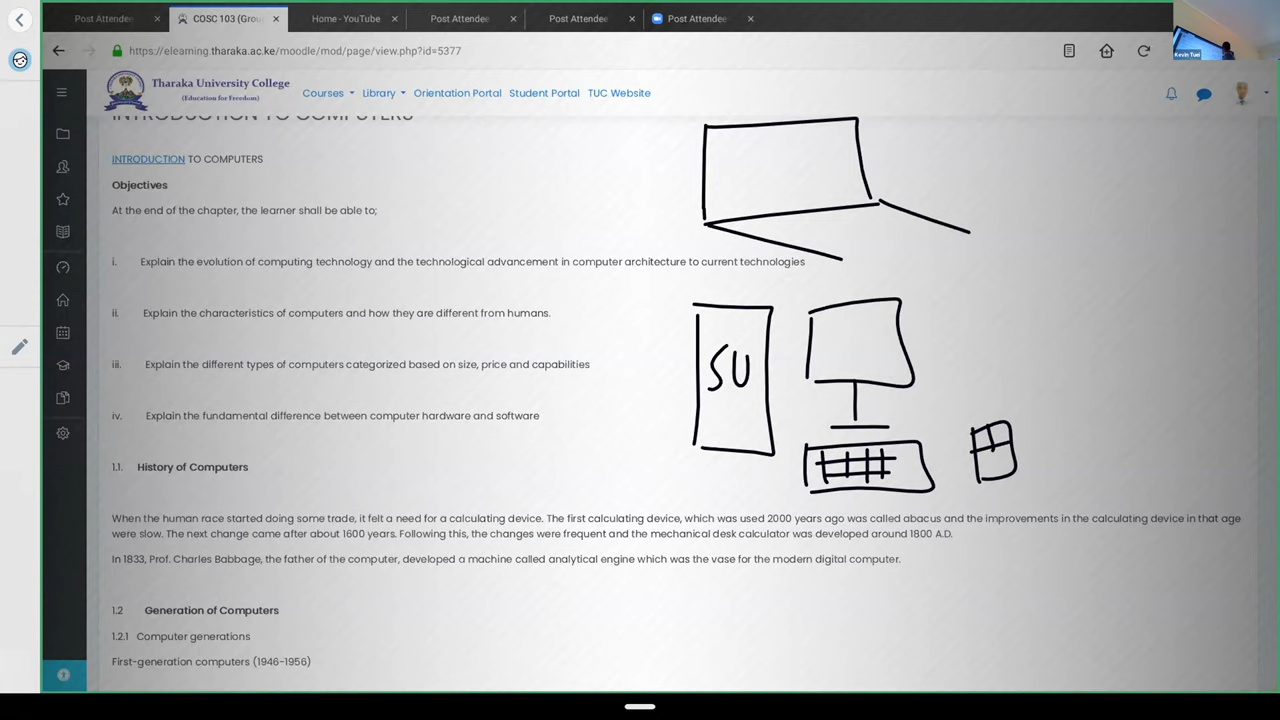 Post Attendee
COSC 103 (Grou
Home - YouTube
Post Attendee
Post Attendee
Post Attendee
https://elearning.tharaka.ac.ke/moodle/mod/page/view.php?id=5377
Kevin Tuei
Tharaka University College
(Education for Freedom)
Courses
Library
Orientation Portal
Student Portal
TUC Website
INTRODUCTION TO COMPUTERS
INTRODUCTION TO COMPUTERS
Objectives
At the end of the chapter, the learner shall be able to;
i. Explain the evolution of computing technology and the technological advancement in computer architecture to current technologies
ii. Explain the characteristics of computers and how they are different from humans.
iii. Explain the different types of computers categorized based on size, price and capabilities
iv. Explain the fundamental difference between computer hardware and software
SU
1.1. History of Computers
When the human race started doing some trade, it felt a need for a calculating device. The first calculating device, which was used 2000 years ago was called abacus and the improvements in the calculating device in that age
were slow. The next change came after about 1600 years. Following this, the changes were frequent and the mechanical desk calculator was developed around 1800 A.D.
In 1833, Prof. Charles Babbage, the father of the computer, developed a machine called analytical engine which was the vase for the modern digital computer.
1.2 Generation of Computers
1.2.1 Computer generations
First-generation computers (1946-1956)